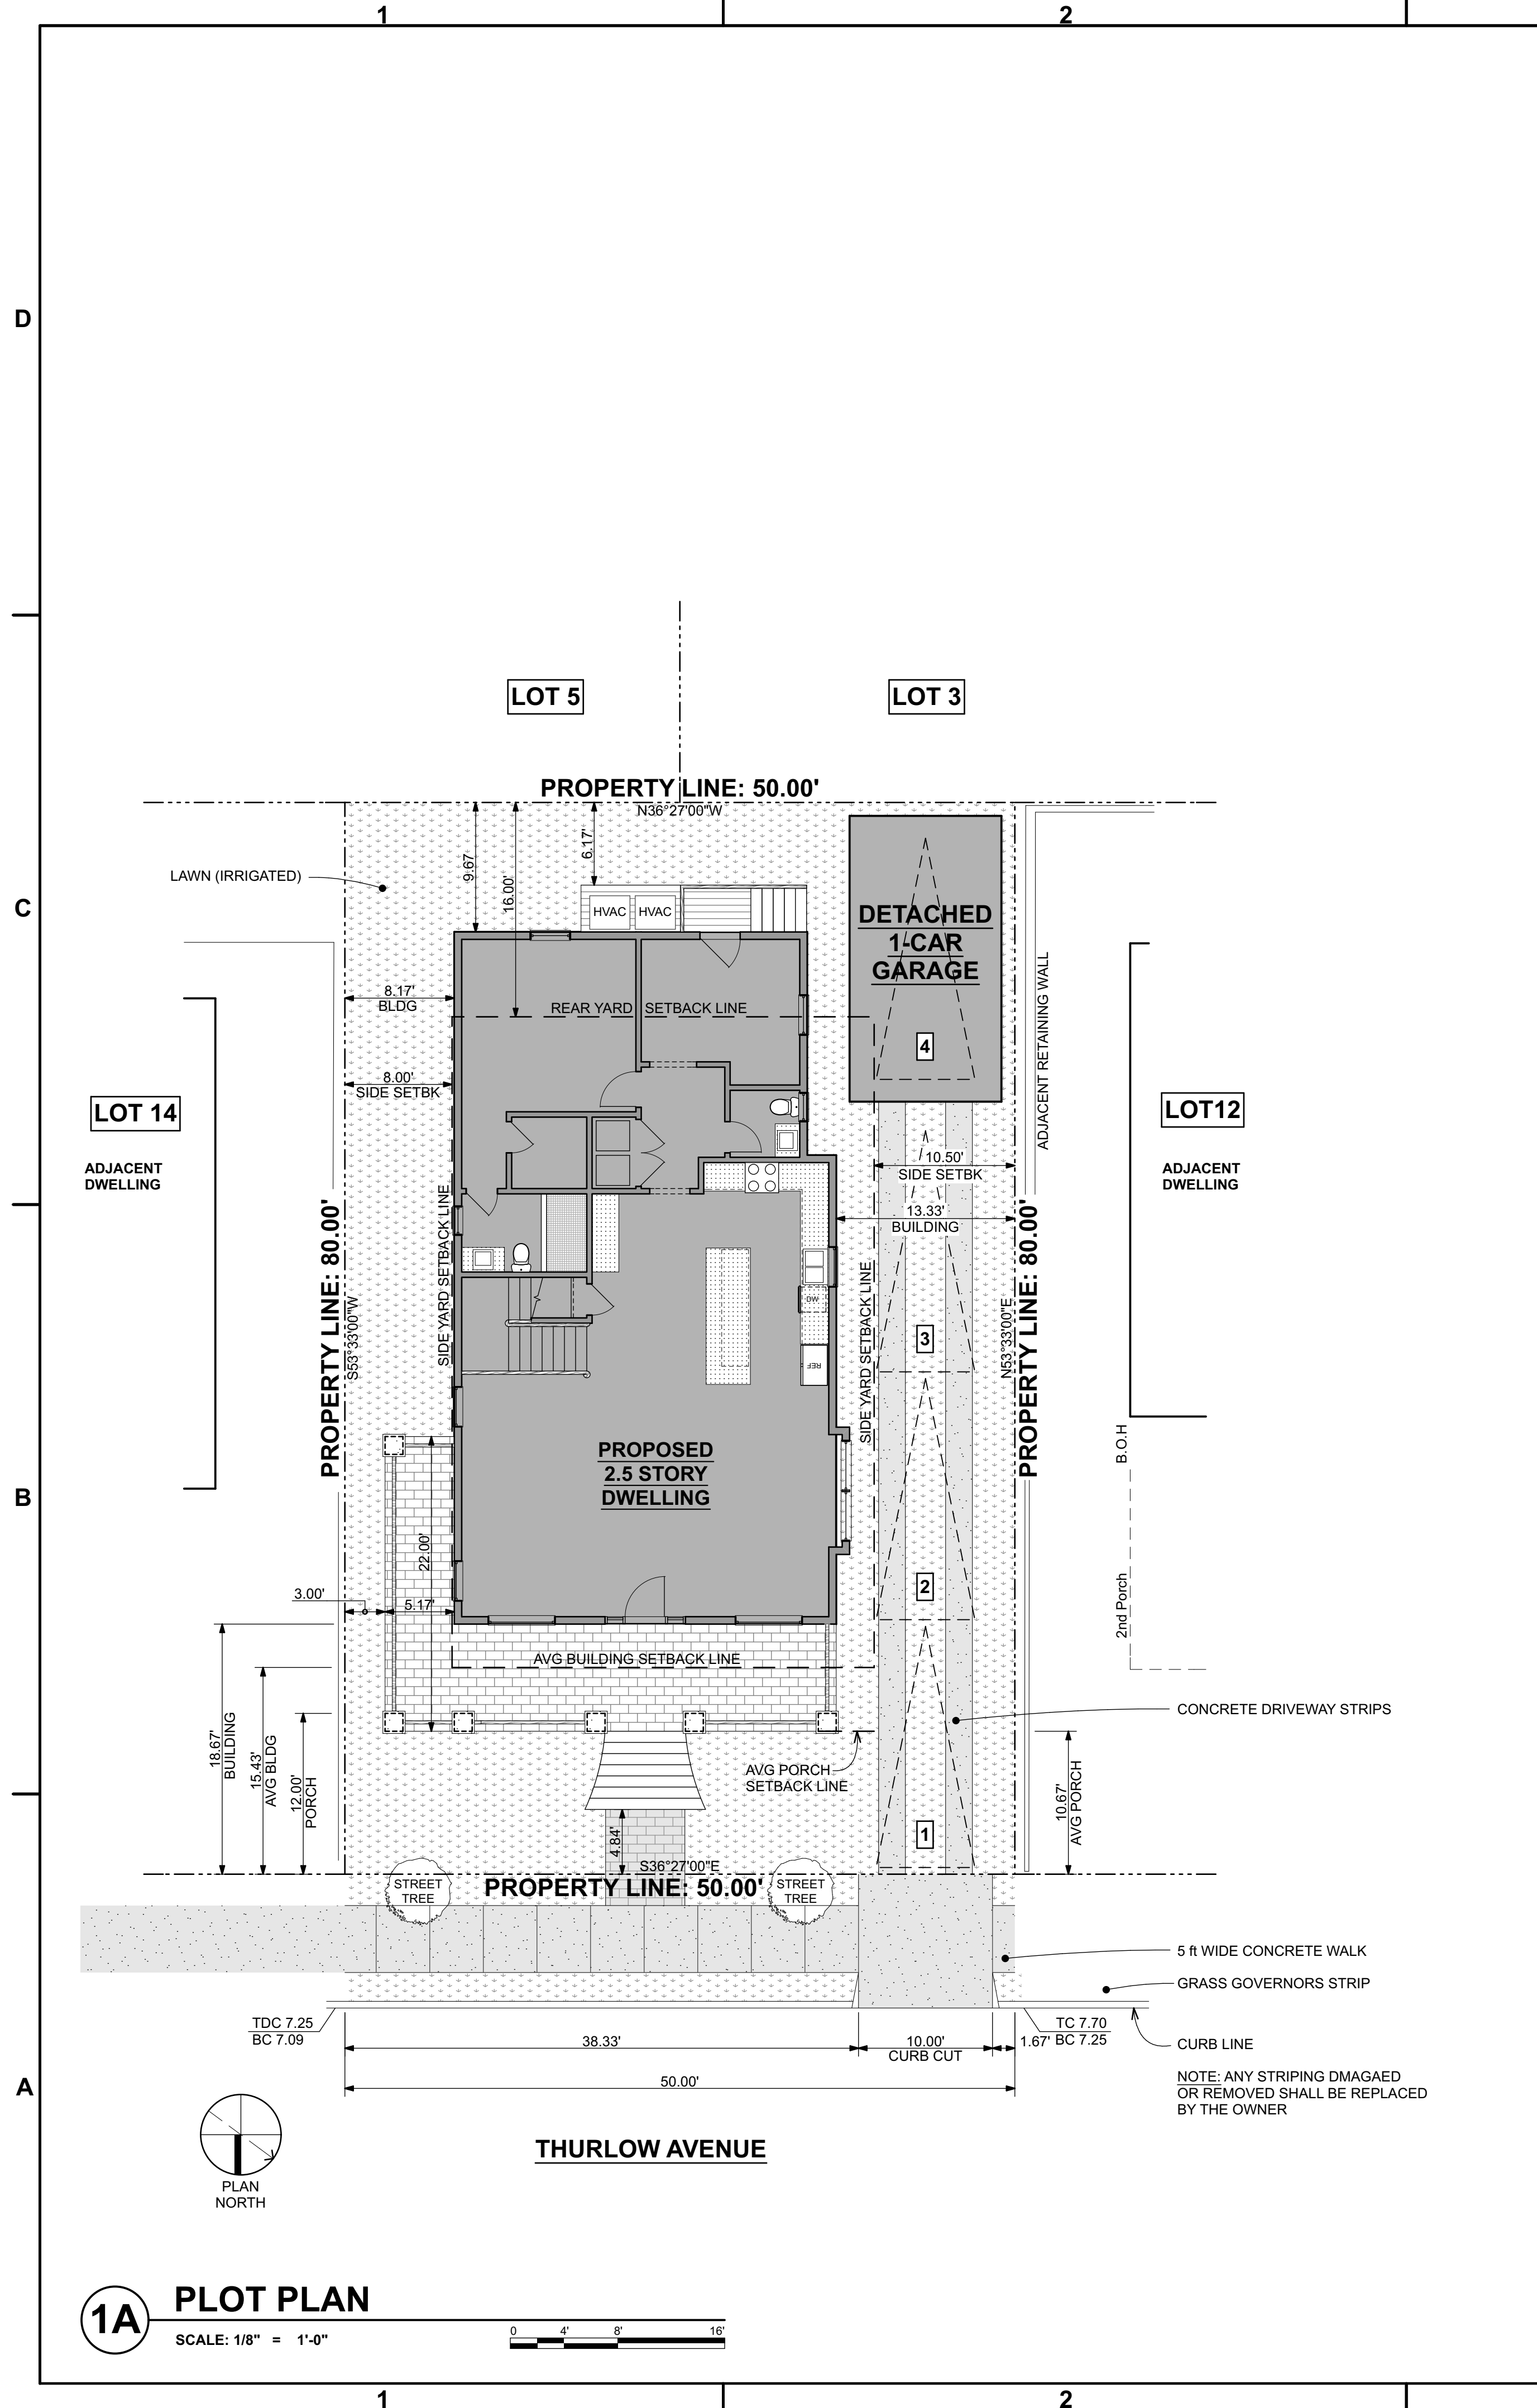 1
2
D
LOT 5
LOT 3
PROPERTY LINE: 50.00'
N36°27'00"W
LAWN (IRRIGATED)
9.67
16.00'
6.17'
HVAC
HVAC
C
DETACHED
1-CAR
GARAGE
8.17'
BLDG
REAR YARD SETBACK LINE
4
ADJACENT RETAINING WALL
8.00'
SIDE SETBK
LOT 14
LOT12
ADJACENT
DWELLING
ADJACENT
DWELLING
10.50'
SIDE SETBK
13.33'
BUILDING
PROPERTY LINE: 80.00'
S53°33'00"W
SIDE YARD SETBACK LINE
DW
REF
SIDE YARD SETBACK LINE
3
N53°33'00"E
PROPERTY LINE: 80.00'
B
PROPOSED
2.5 STORY
DWELLING
B.O.H
22.00'
2
2nd Porch
3.00'
5.17'
AVG BUILDING SETBACK LINE
CONCRETE DRIVEWAY STRIPS
18.67'
BUILDING
15.43'
AVG BLDG
12.00'
PORCH
AVG PORCH
SETBACK LINE
10.67'
AVG PORCH
4.84'
1
S36°27'00"E
PROPERTY LINE: 50.00'
STREET
TREE
STREET
TREE
5 ft WIDE CONCRETE WALK
GRASS GOVERNORS STRIP
TDC 7.25
BC 7.09
TC 7.70
BC 7.25
38.33'
10.00'
CURB CUT
1.67'
CURB LINE
50.00'
A
NOTE: ANY STRIPING DMAGAED
OR REMOVED SHALL BE REPLACED
BY THE OWNER
THURLOW AVENUE
PLAN
NORTH
1A
PLOT PLAN
SCALE: 1/8" = 1'-0"
0 4' 8' 16'
1
2